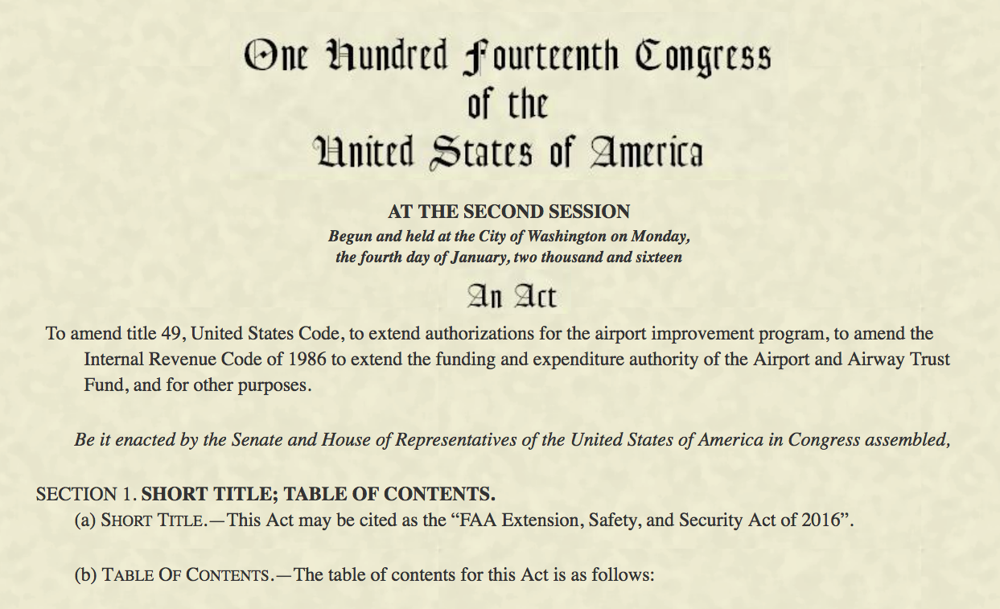 One Hundred Fourteenth Congress
of the
United States of America
AT THE SECOND SESSION
Begun and held at the City of Washington on Monday,
the fourth day of January, two thousand and sixteen
An Act
To amend title 49, United States Code, to extend authorizations for the airport improvement program, to amend the
Internal Revenue Code of 1986 to extend the funding and expenditure authority of the Airport and Airway Trust
Fund, and for other purposes.
Be it enacted by the Senate and House of Representatives of the United States of America in Congress assembled,
SECTION 1. SHORT TITLE; TABLE OF CONTENTS.
(a) SHORT TITLE.—This Act may be cited as the “FAA Extension, Safety, and Security Act of 2016”.
(b) TABLE OF CONTENTS.—The table of contents for this Act is as follows: